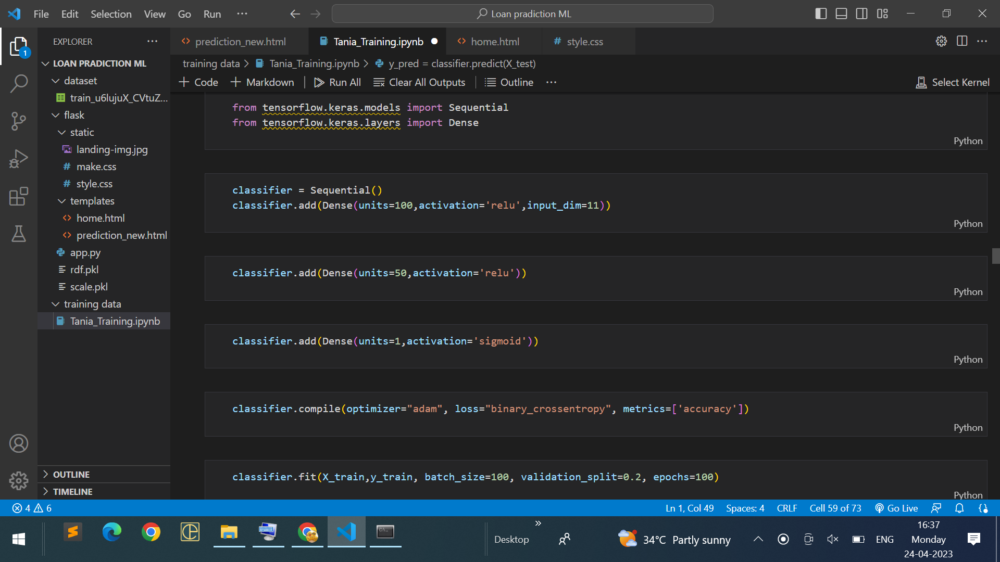 File Edit Selection View Go Run ··· Loan pradiction ML
EXPLORER ···
prediction_new.html Tania_Training.ipynb home.html style.css
training data > Tania_Training.ipynb > y_pred = classifier.predict(X_test)
+ Code + Markdown | Run All Clear All Outputs | Outline ··· Select Kernel
LOAN PRADICTION ML
dataset
train_u6lujuX_CVtuZ...
flask
static
landing-img.jpg
make.css
style.css
templates
home.html
prediction_new.html
app.py
rdf.pkl
scale.pkl
training data
Tania_Training.ipynb
OUTLINE
TIMELINE
from tensorflow.keras.models import Sequential
from tensorflow.keras.layers import Dense
Python
classifier = Sequential()
classifier.add(Dense(units=100,activation='relu',input_dim=11))
Python
classifier.add(Dense(units=50,activation='relu'))
Python
classifier.add(Dense(units=1,activation='sigmoid'))
Python
classifier.compile(optimizer="adam", loss="binary_crossentropy", metrics=['accuracy'])
Python
classifier.fit(X_train,y_train, batch_size=100, validation_split=0.2, epochs=100)
Python
1
4 6 Ln 1, Col 49 Spaces: 4 CRLF Cell 59 of 73 Go Live
Desktop 34°C Partly sunny ENG
16:37
Monday
24-04-2023